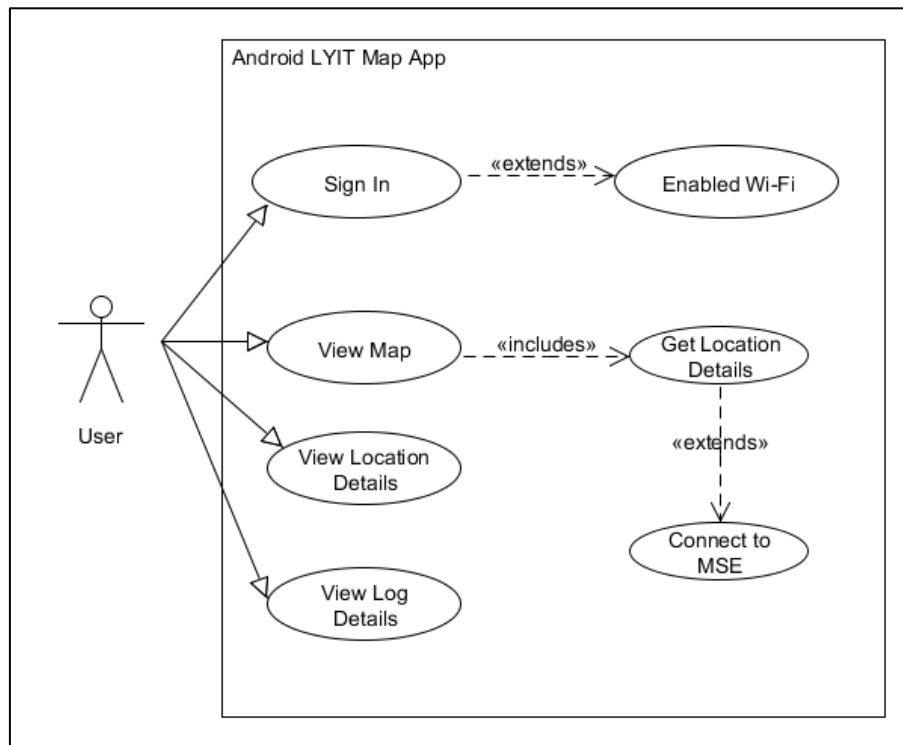 Android LYIT Map App
«extends»
Sign In
Enabled Wi-Fi
View Map
«includes»
Get Location
Details
User
«extends»
View Location
Details
Connect to
MSE
View Log
Details